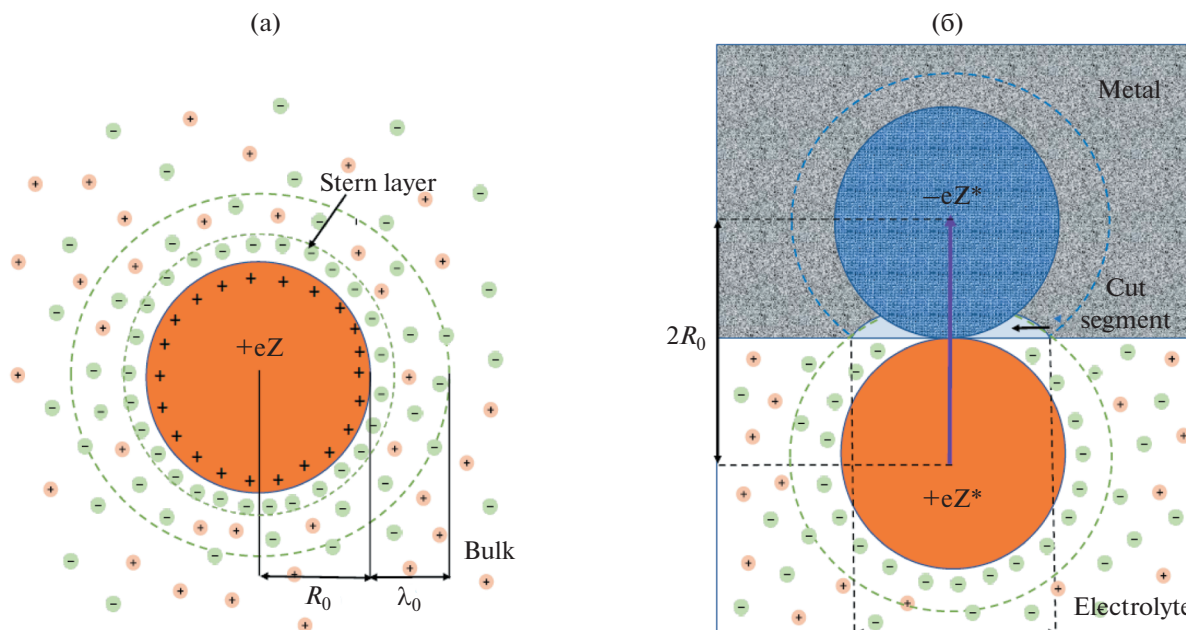 (а)
Stern layer
+eZ
Bulk
R₀
λ₀
(б)
Metal
–eZ*
Cut
segment
2R₀
+eZ*
Electrolyte